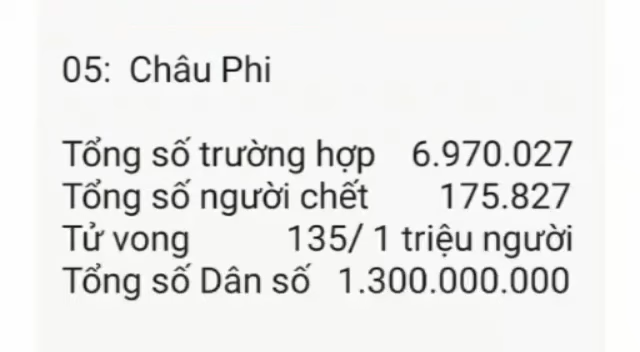 05: Châu Phi
Tổng số trường hợp 6.970.027
Tổng số người chết 175.827
Tử vong 135/ 1 triệu người
Tổng số Dân số 1.300.000.000